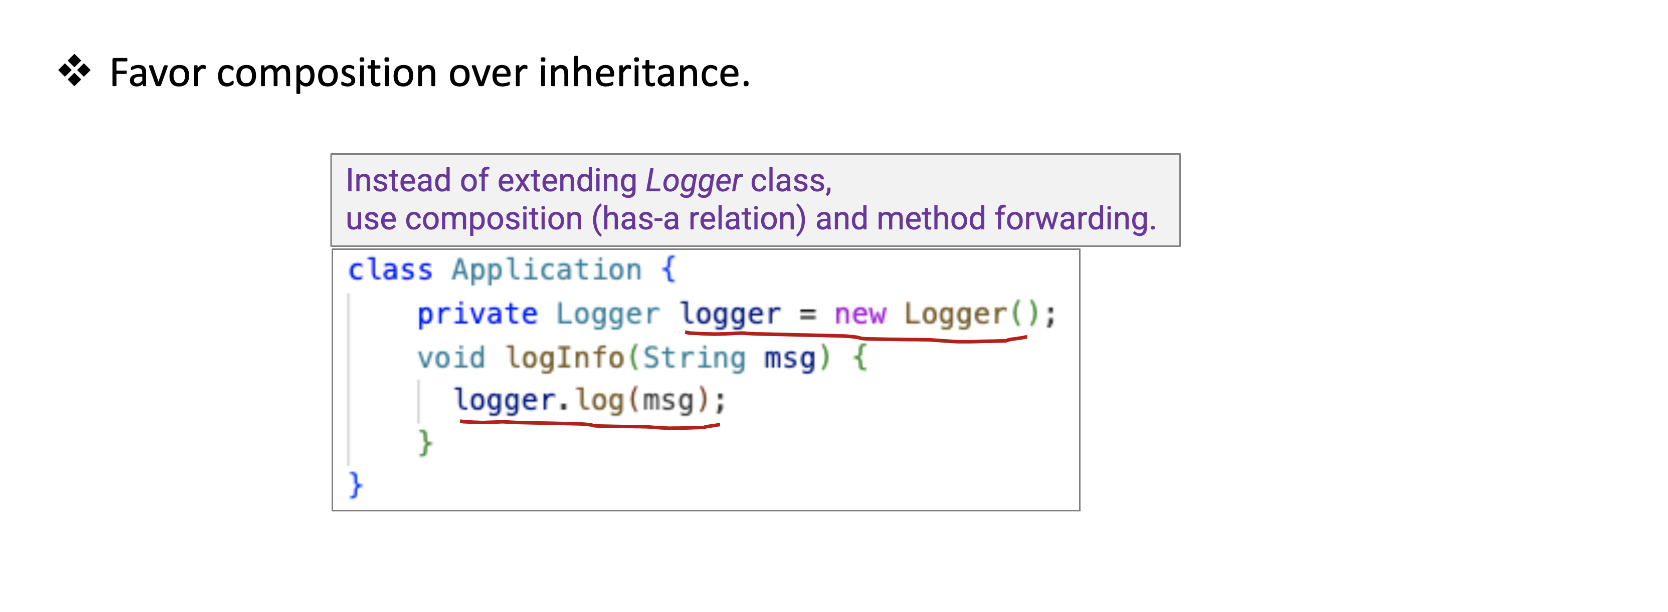 ❖ Favor composition over inheritance.
Instead of extending Logger class,
use composition (has-a relation) and method forwarding.
class Application {
    private Logger logger = new Logger();
    void logInfo(String msg) {
      logger.log(msg);
    }
}